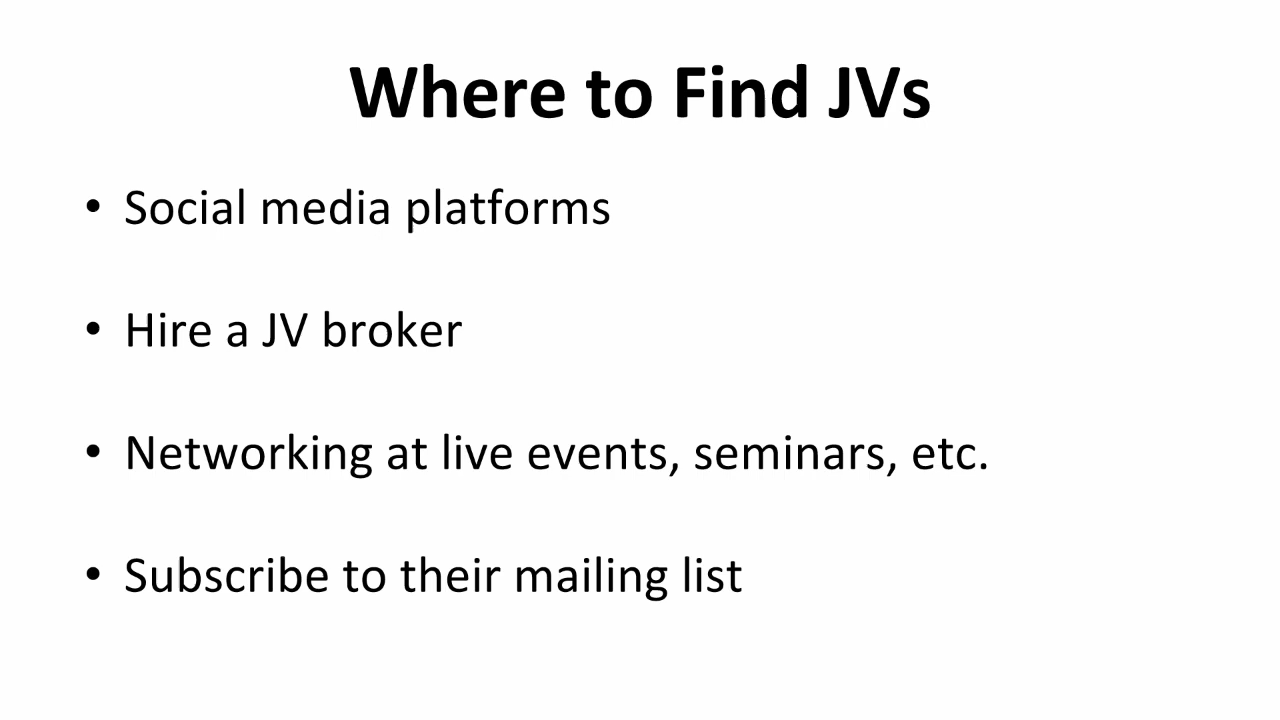 Where to Find JVs
• Social media platforms
• Hire a JV broker
• Networking at live events, seminars, etc.
• Subscribe to their mailing list